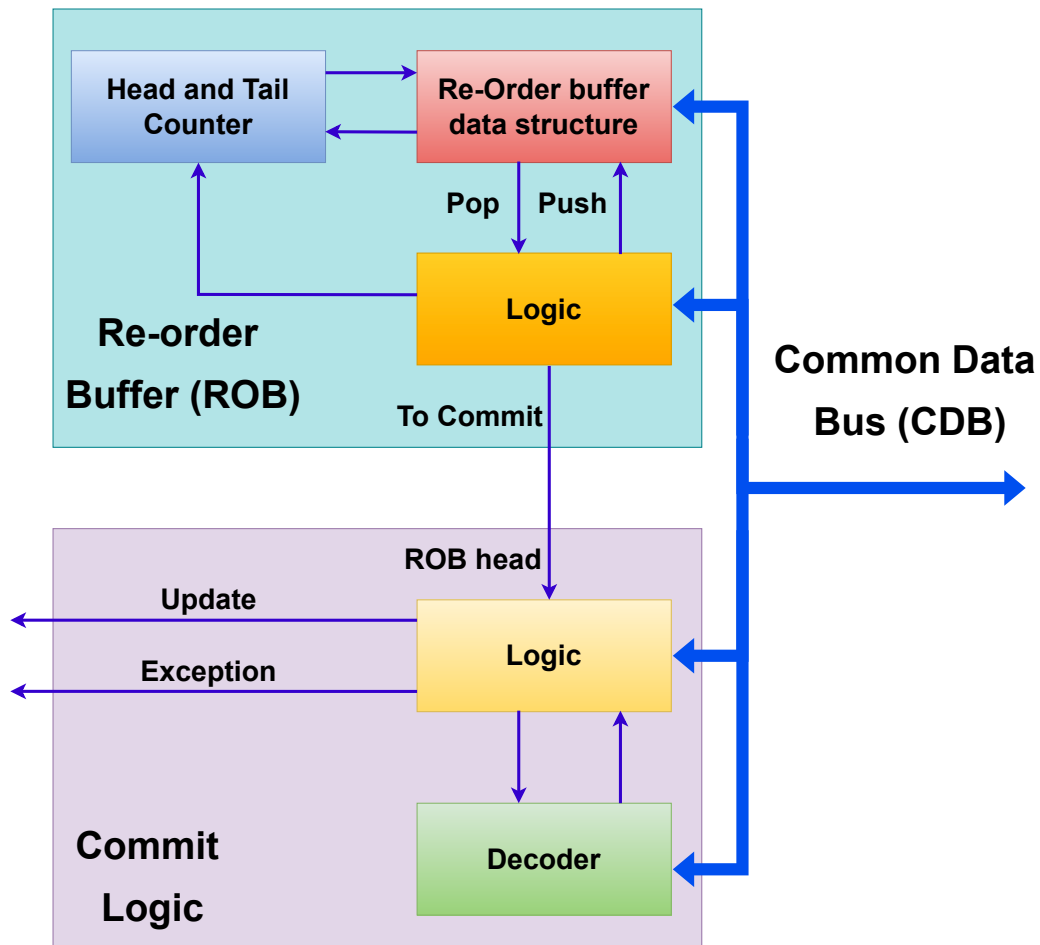 Head and Tail
Counter
Re-Order buffer
data structure
Pop
Push
Logic
Re-order
Buffer (ROB)
To Commit
Common Data
Bus (CDB)
ROB head
Update
Logic
Exception
Decoder
Commit
Logic